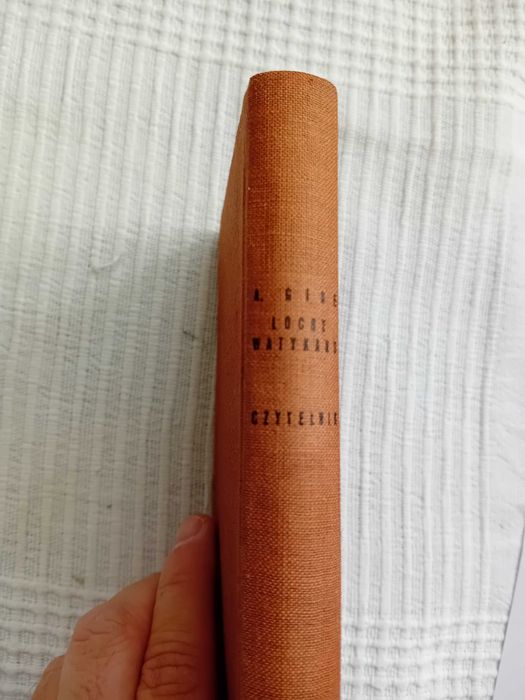 A. GIDE
LOCHY
WATYKANU
CZYTELNIK